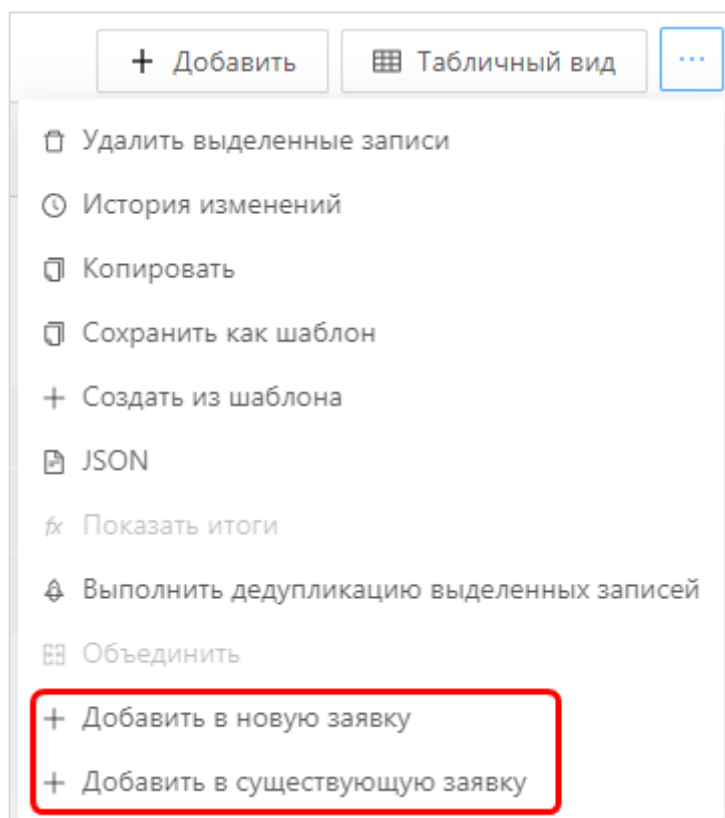 + Добавить
Табличный вид
...
Удалить выделенные записи
История изменений
Копировать
Сохранить как шаблон
+ Создать из шаблона
JSON
fx Показать итоги
Выполнить дедупликацию выделенных записей
Объединить
+ Добавить в новую заявку
+ Добавить в существующую заявку